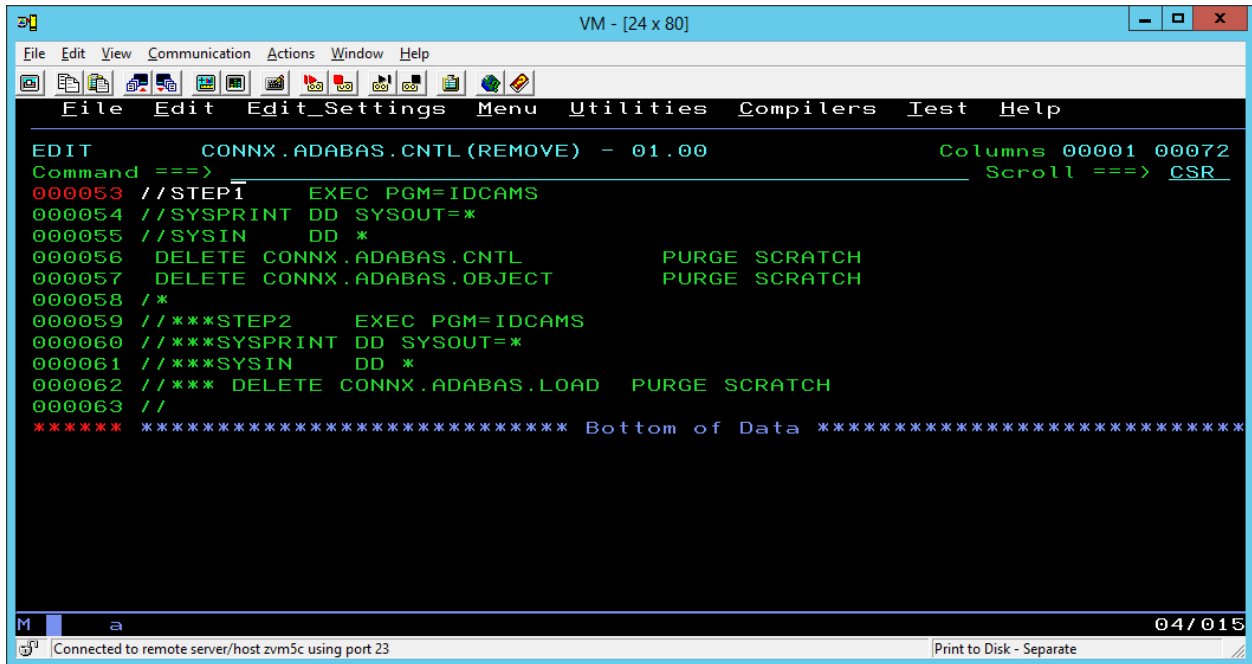 VM - [24 x 80]
File Edit View Communication Actions Window Help
File Edit Edit_Settings Menu Utilities Compilers Test Help
EDIT CONNX.ADABAS.CNTL(REMOVE) - 01.00 Columns 00001 00072
Command ===> Scroll ===> CSR
000053 //STEP1 EXEC PGM=IDCAMS
000054 //SYSPRINT DD SYSOUT=*
000055 //SYSIN DD *
000056 DELETE CONNX.ADABAS.CNTL PURGE SCRATCH
000057 DELETE CONNX.ADABAS.OBJECT PURGE SCRATCH
000058 /*
000059 //***STEP2 EXEC PGM=IDCAMS
000060 //***SYSPRINT DD SYSOUT=*
000061 //***SYSIN DD *
000062 //*** DELETE CONNX.ADABAS.LOAD PURGE SCRATCH
000063 //
****** **************************** Bottom of Data ****************************
M a 04/015
Connected to remote server/host zvm5c using port 23 Print to Disk - Separate